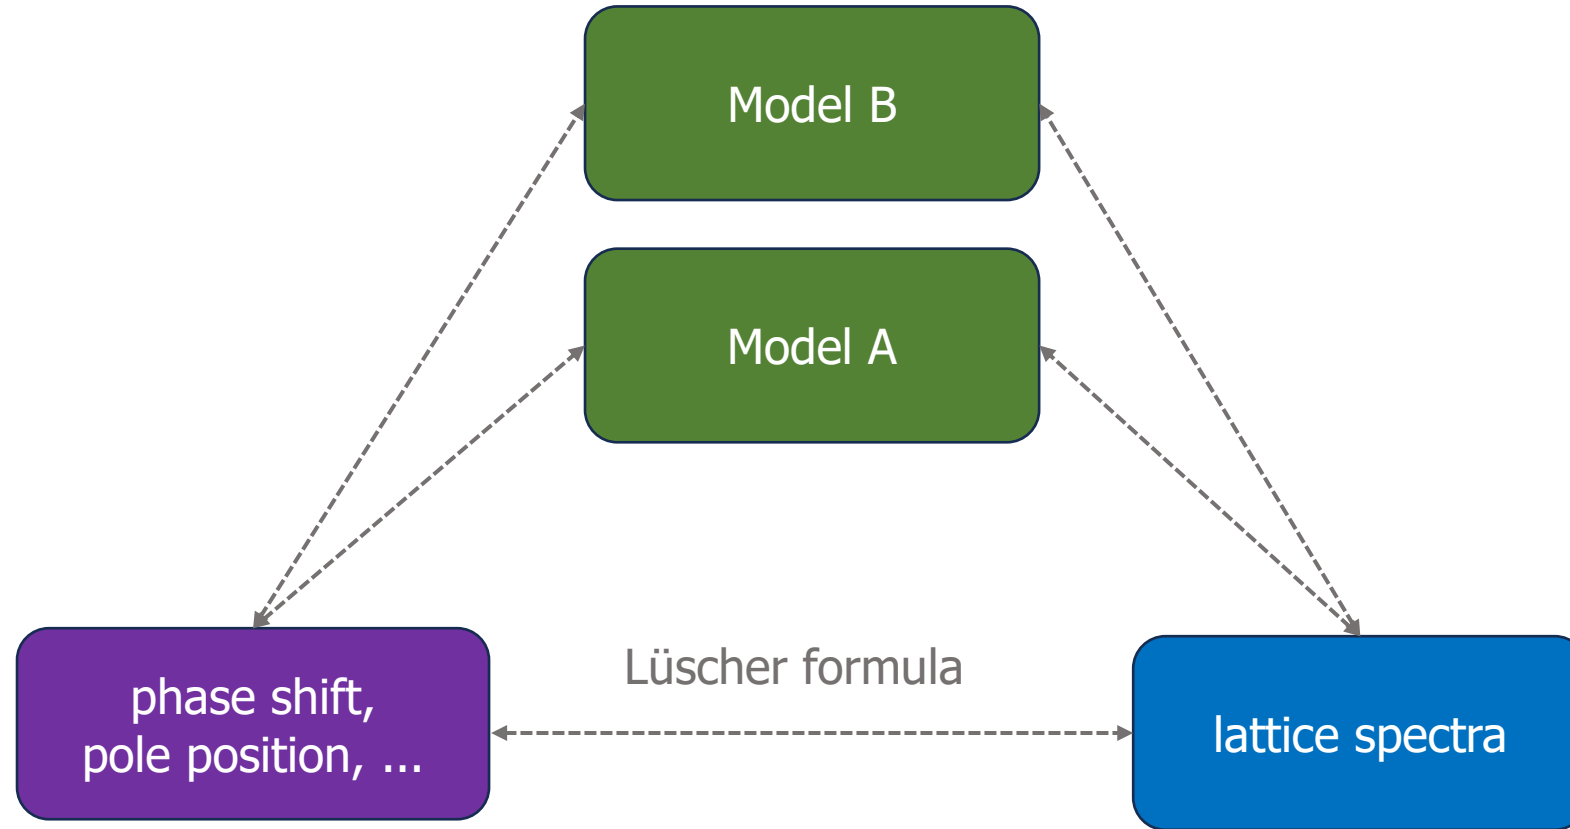 Model B
Model A
Lüscher formula
phase shift,
pole position, ...
lattice spectra